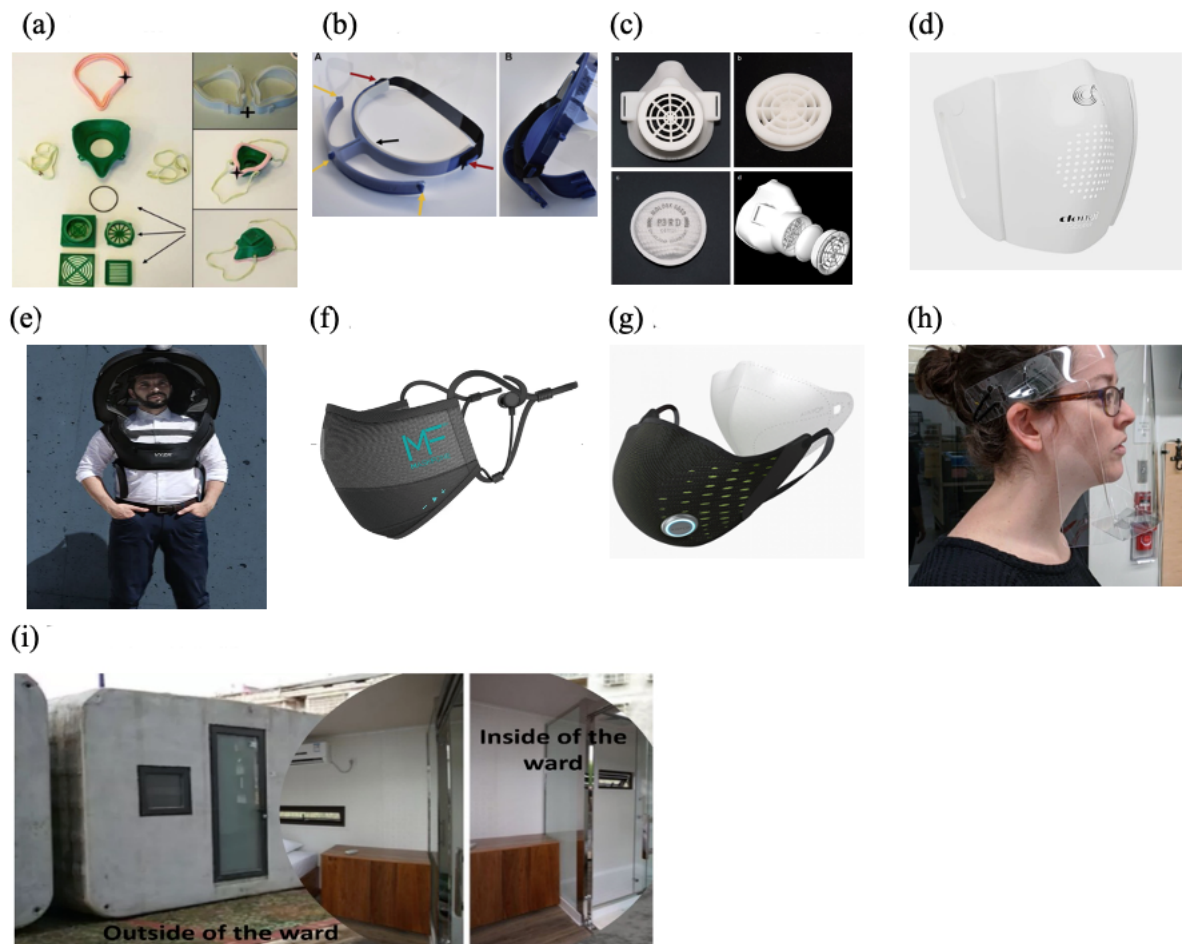 (a)
(b)
(c)
(d)
A
B
a
b
c
d
(e)
(f)
(g)
(h)
MF
(i)
Inside of the
ward
Outside of the ward